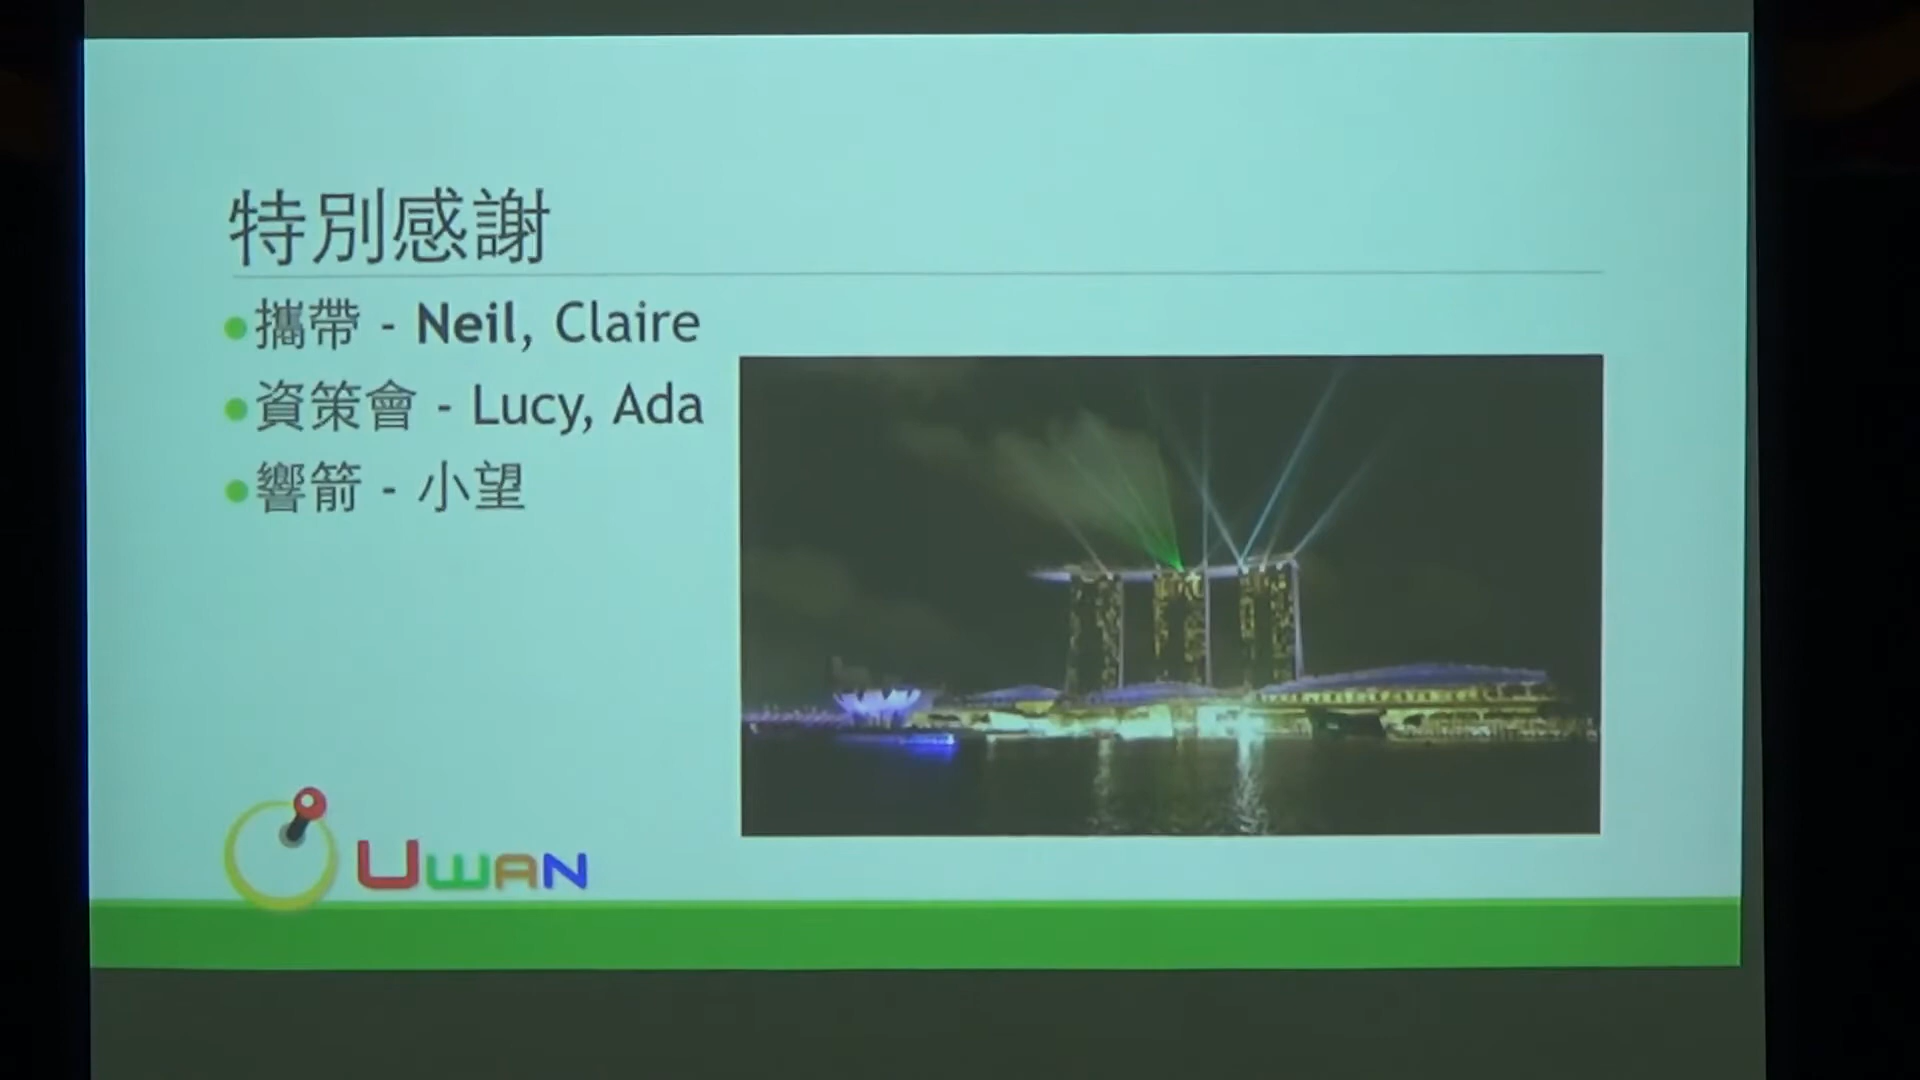 特別感謝
攜帶 - Neil, Claire
資策會 - Lucy, Ada
響箭 - 小望
UWAN